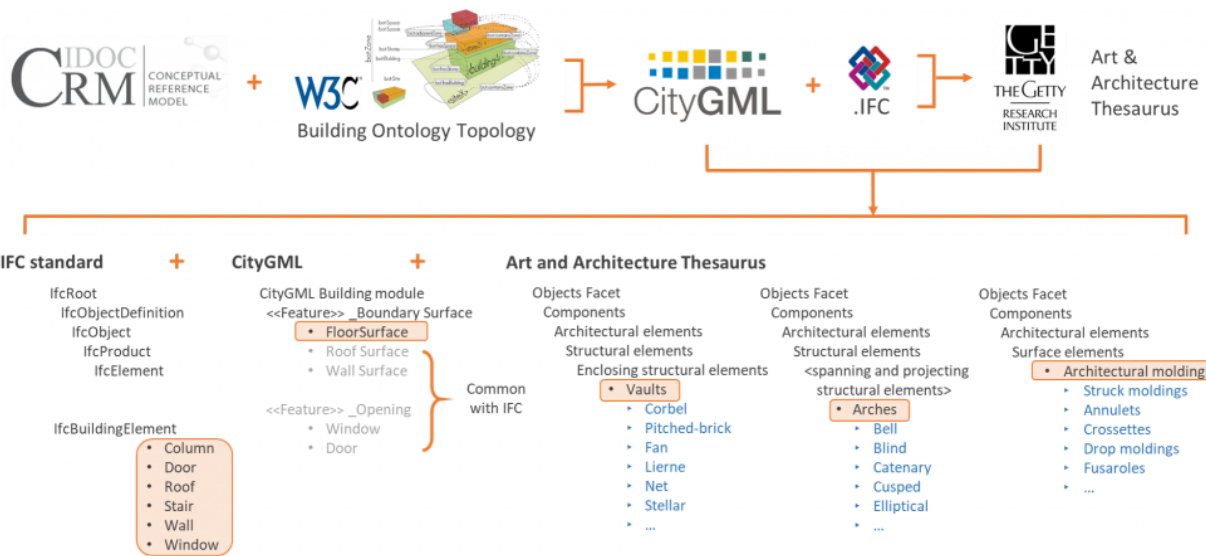 CIDOC
CRM
CONCEPTUAL
REFERENCE
MODEL
+
W3C
Building Ontology Topology
CityGML
+
.IFC
GETTY
THE GETTY
RESEARCH
INSTITUTE
Art &
Architecture
Thesaurus
IFC standard + CityGML + Art and Architecture Thesaurus
IfcRoot
IfcObjectDefinition
IfcObject
IfcProduct
IfcElement
IfcBuildingElement
• Column
• Door
• Roof
• Stair
• Wall
• Window
CityGML Building module
<<Feature>> _Boundary Surface
• FloorSurface
• Roof Surface
• Wall Surface
<<Feature>> _Opening
• Window
• Door
Common
with IFC
Objects Facet
Components
Architectural elements
Structural elements
Enclosing structural elements
• Vaults
‣ Corbel
‣ Pitched-brick
‣ Fan
‣ Lierne
‣ Net
‣ Stellar
‣ ...
Objects Facet
Components
Architectural elements
Structural elements
<spanning and projecting
structural elements>
• Arches
‣ Bell
‣ Blind
‣ Catenary
‣ Cusped
‣ Elliptical
‣ ...
Objects Facet
Components
Architectural elements
Surface elements
• Architectural molding
‣ Struck moldings
‣ Annulets
‣ Crossettes
‣ Drop moldings
‣ Fusaroles
‣ ...